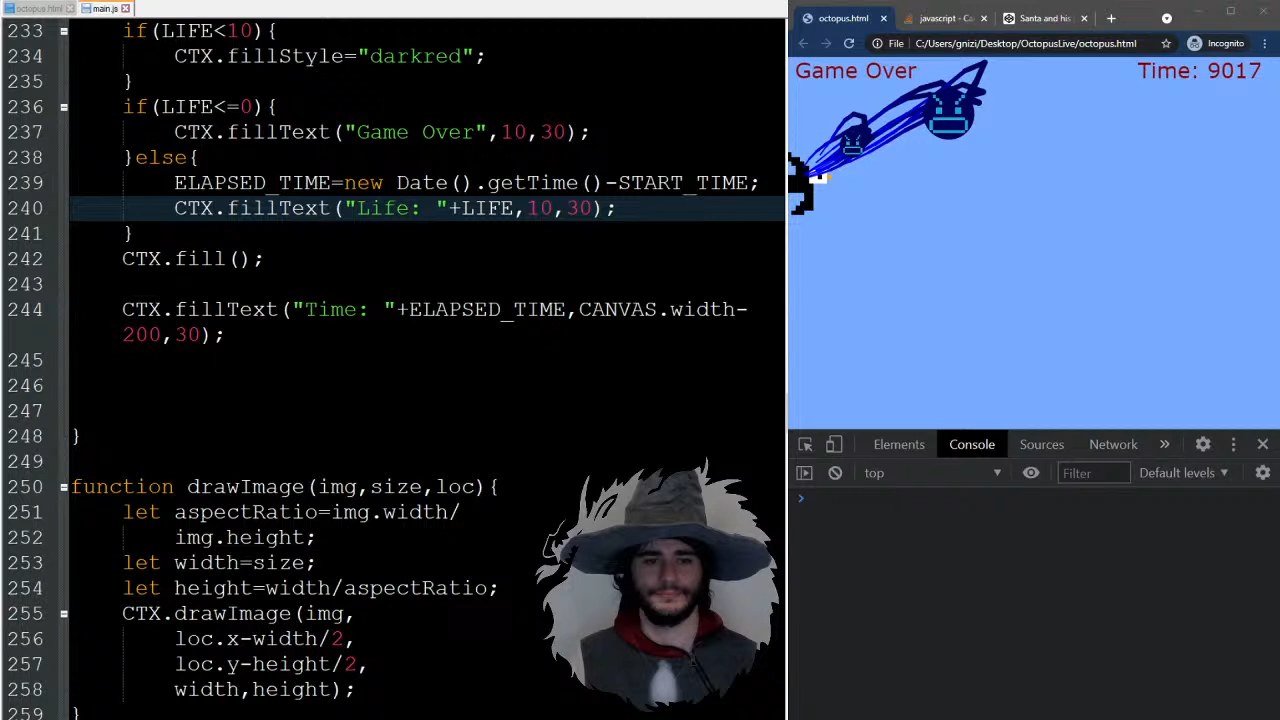 octopus.html
main.js
233 if(LIFE<10){
234 CTX.fillStyle="darkred";
235 }
236 if(LIFE<=0){
237 CTX.fillText("Game Over",10,30);
238 }else{
239 ELAPSED_TIME=new Date().getTime()-START_TIME;
240 CTX.fillText("Life: "+LIFE,10,30);
241 }
242 CTX.fill();
243
244 CTX.fillText("Time: "+ELAPSED_TIME,CANVAS.width-
200,30);
245
246
247
248 }
249
250 function drawImage(img,size,loc){
251 let aspectRatio=img.width/
252 img.height;
253 let width=size;
254 let height=width/aspectRatio;
255 CTX.drawImage(img,
256 loc.x-width/2,
257 loc.y-height/2,
258 width,height);
259 }
octopus.html
javascript - Ca
Santa and his
File C:/Users/gnizi/Desktop/OctopusLive/octopus.html
Incognito
Game Over
Time: 9017
Elements Console Sources Network
top
Filter
Default levels